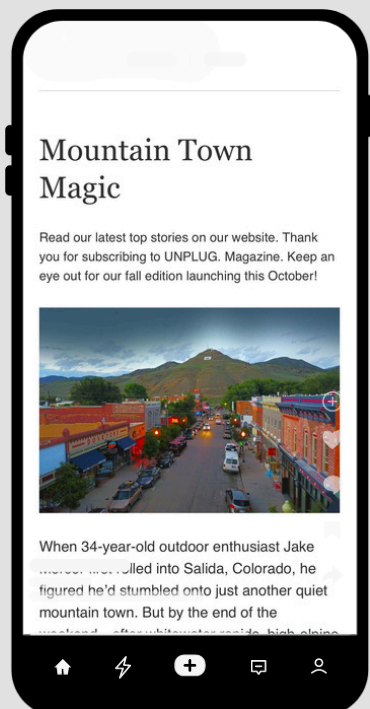 Mountain Town
Magic
Read our latest top stories on our website. Thank
you for subscribing to UNPLUG. Magazine. Keep an
eye out for our fall edition launching this October!
When 34-year-old outdoor enthusiast Jake
rolled into Salida, Colorado, he
figured he’d stumbled onto just another quiet
mountain town. But by the end of the